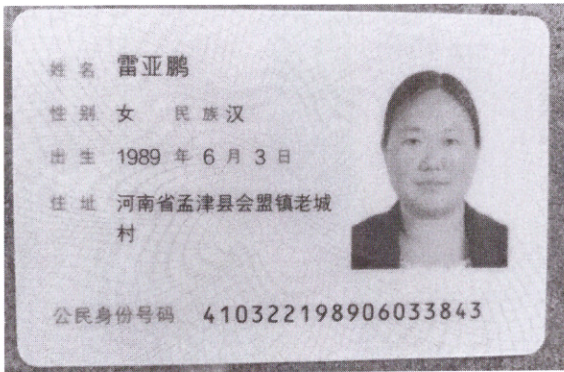 姓名 雷亚鹏
性别 女 民族 汉
出生 1989 年 6 月 3 日
住址 河南省孟津县会盟镇老城
村
公民身份号码 410322198906033843